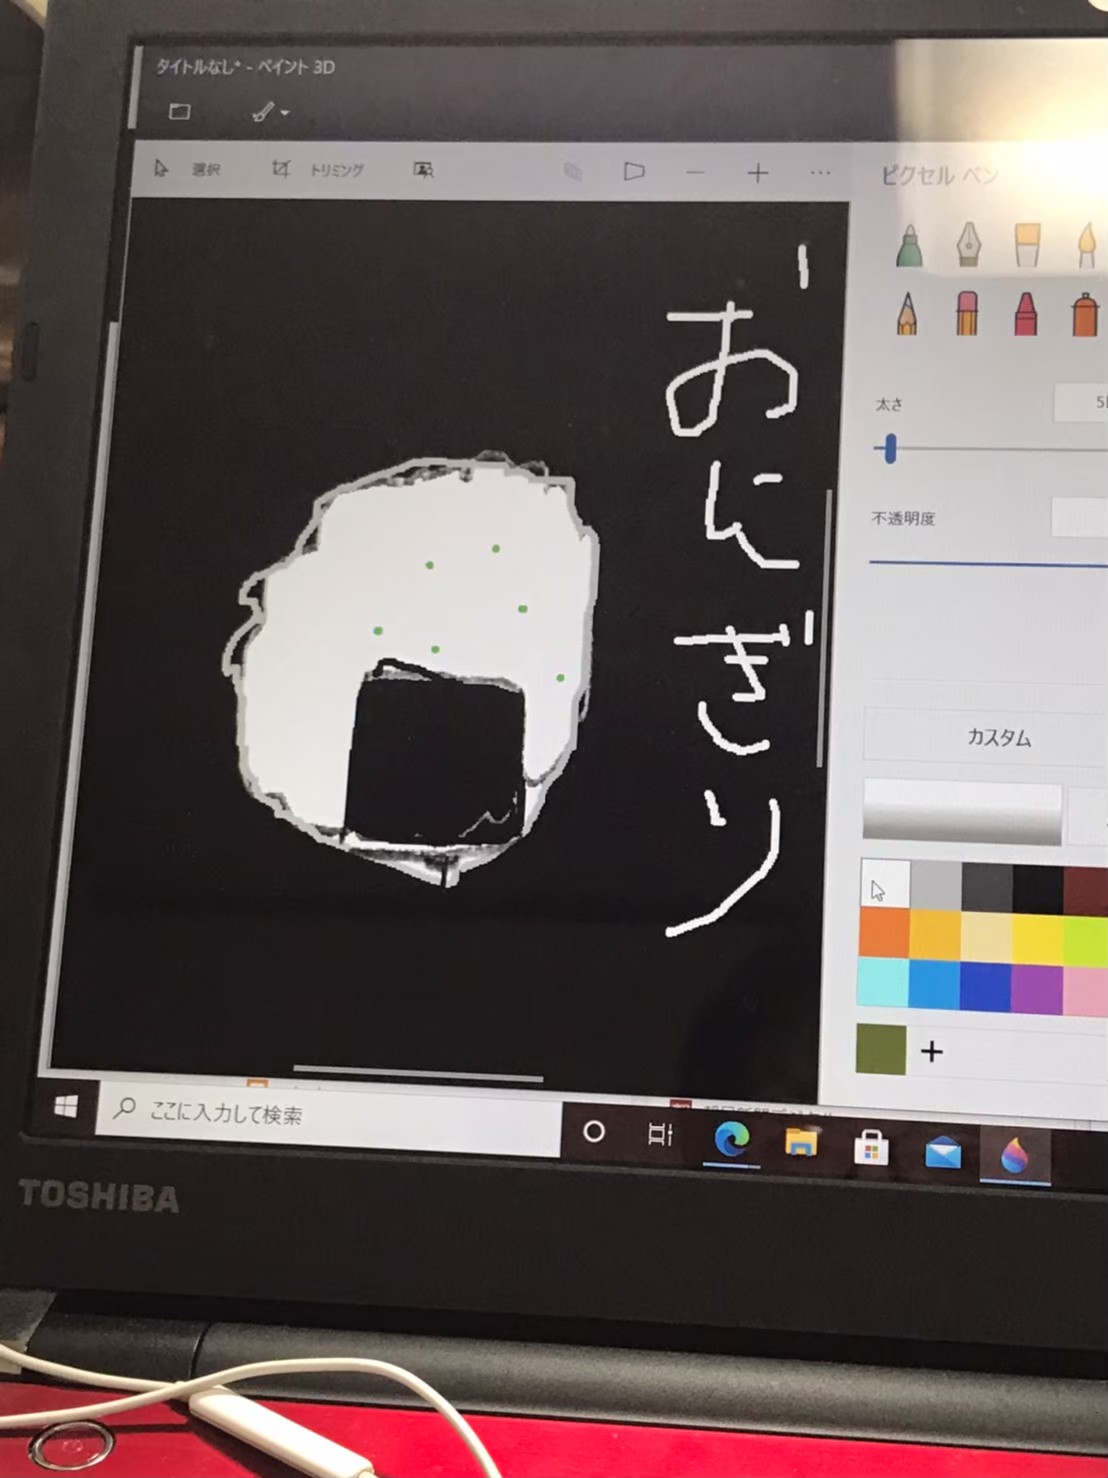 タイトルなし* - ペイント 3D
選択
トリミング
ピクセル ペン
太さ
不透明度
カスタム
おにぎり
ここに入力して検索
TOSHIBA